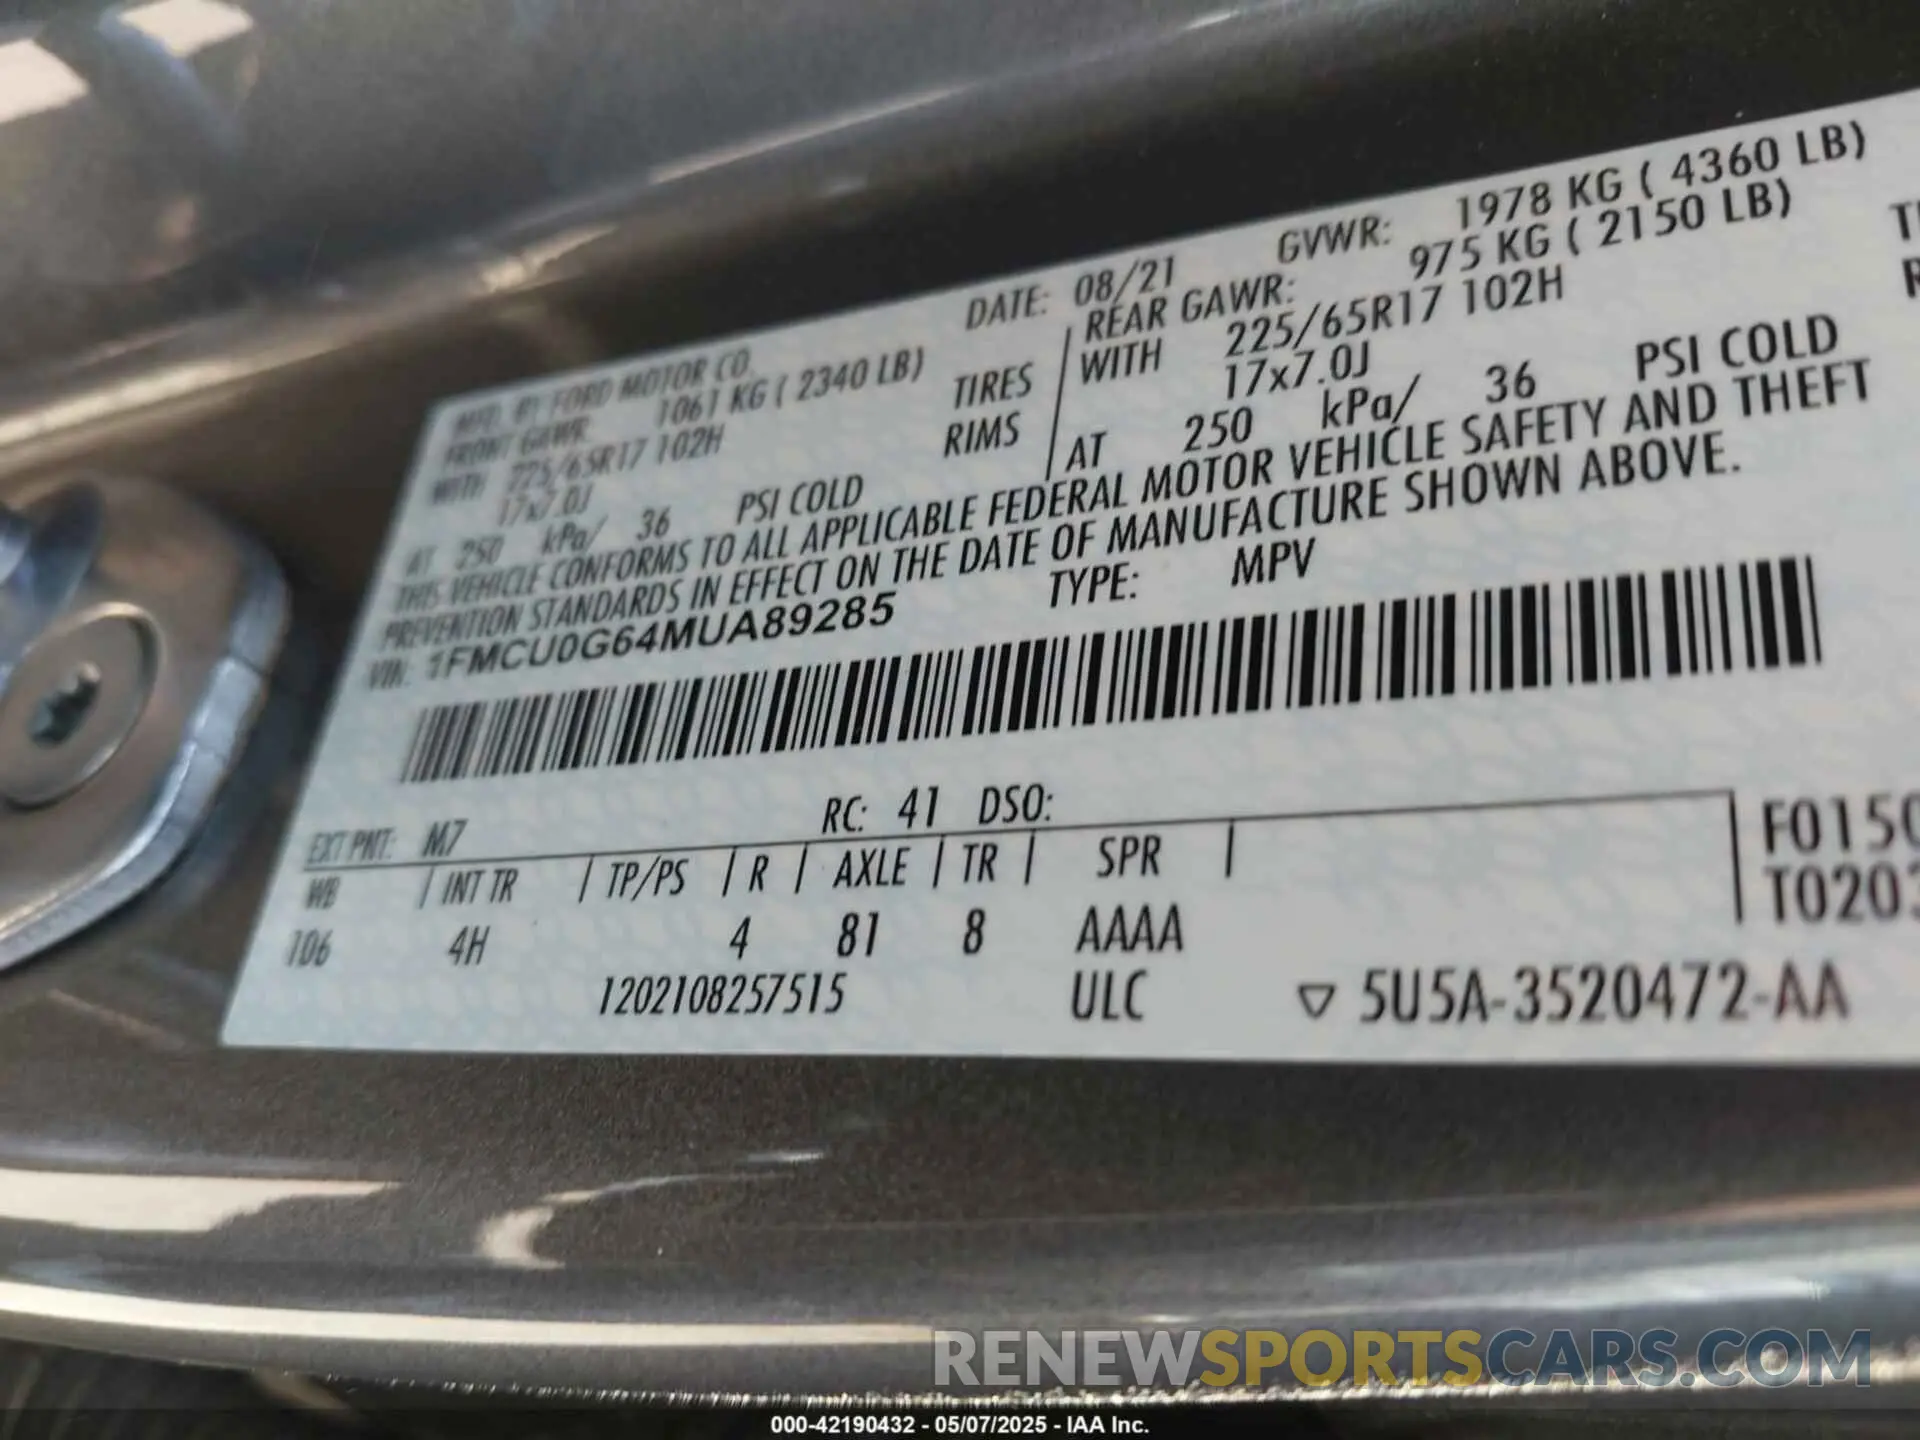 MFD. BY FORD MOTOR CO. DATE: 08/21 GVWR: 1978 KG ( 4360 LB)
FRONT GAWR: 1061 KG ( 2340 LB) REAR GAWR: 975 KG ( 2150 LB)
WITH 225/65R17 102H TIRES WITH 225/65R17 102H
17x7.0J RIMS 17x7.0J
AT 250 kPa/ 36 PSI COLD AT 250 kPa/ 36 PSI COLD
THIS VEHICLE CONFORMS TO ALL APPLICABLE FEDERAL MOTOR VEHICLE SAFETY AND THEFT
PREVENTION STANDARDS IN EFFECT ON THE DATE OF MANUFACTURE SHOWN ABOVE.
VIN: 1FMCU0G64MUA89285 TYPE: MPV
EXT PNT: M7 RC: 41 DSO:
WB | INT TR | TP/PS | R | AXLE | TR | SPR |
106 4H 4 81 8 AAAA
1202108257515 ULC ▽ 5U5A-3520472-AA
F0150
T0203
RENEWSPORTSCARS.COM
000-42190432 - 05/07/2025 - IAA Inc.